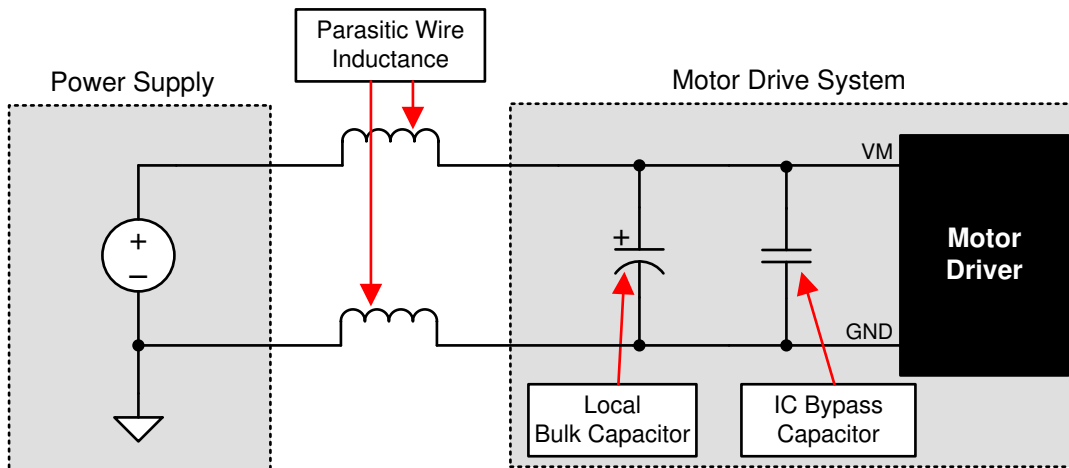 Parasitic Wire
Inductance
Power Supply
Motor Drive System
VM
+
+
–
Motor
Driver
GND
Local
Bulk Capacitor
IC Bypass
Capacitor